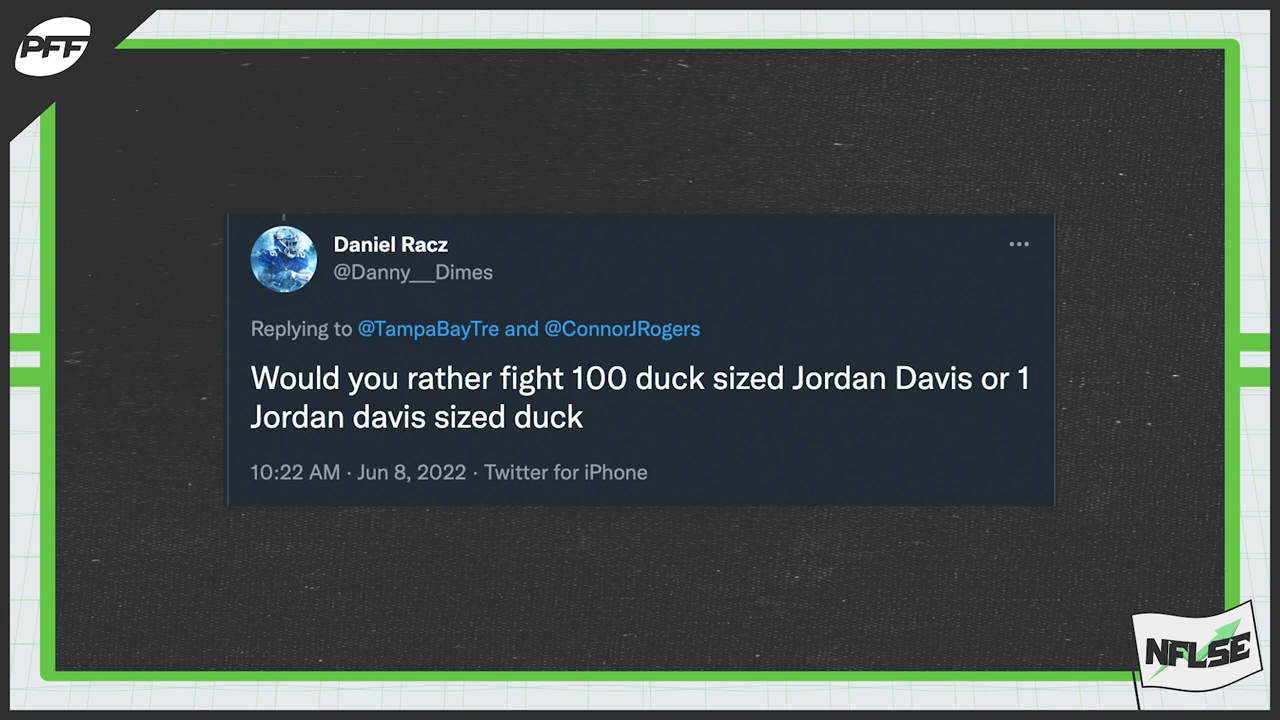 PFF
Daniel Racz
@Danny___Dimes
Replying to @TampaBayTre and @ConnorJRogers
Would you rather fight 100 duck sized Jordan Davis or 1
Jordan davis sized duck
10:22 AM · Jun 8, 2022 · Twitter for iPhone
NFLSE